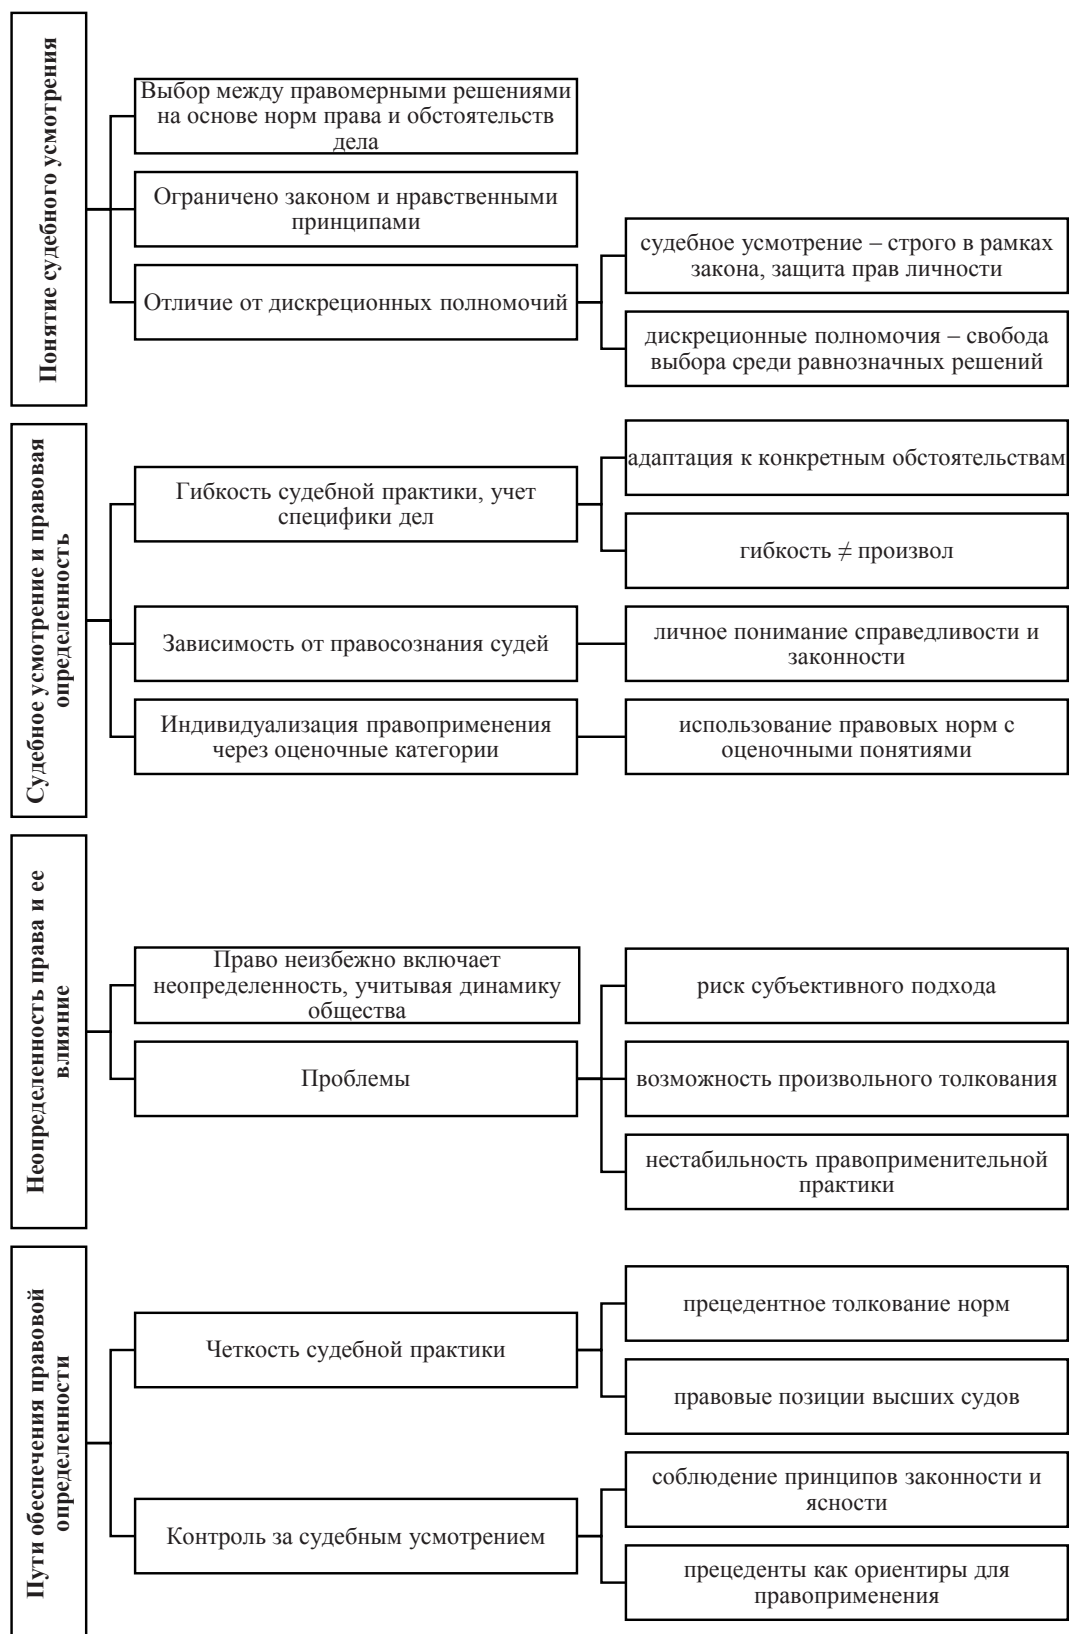 Понятие судебного усмотрения
Выбор между правомерными решениями
на основе норм права и обстоятельств
дела
Ограничено законом и нравственными
принципами
Отличие от дискреционных полномочий
судебное усмотрение – строго в рамках
закона, защита прав личности
дискреционные полномочия – свобода
выбора среди равнозначных решений
Судебное усмотрение и правовая
определенность
Гибкость судебной практики, учет
специфики дел
адаптация к конкретным обстоятельствам
гибкость ≠ произвол
Зависимость от правосознания судей
личное понимание справедливости и
законности
Индивидуализация правоприменения
через оценочные категории
использование правовых норм с
оценочными понятиями
Неопределенность права и ее
влияние
Право неизбежно включает
неопределенность, учитывая динамику
общества
Проблемы
риск субъективного подхода
возможность произвольного толкования
нестабильность правоприменительной
практики
Пути обеспечения правовой
определенности
Четкость судебной практики
прецедентное толкование норм
правовые позиции высших судов
Контроль за судебным усмотрением
соблюдение принципов законности и
ясности
прецеденты как ориентиры для
правоприменения